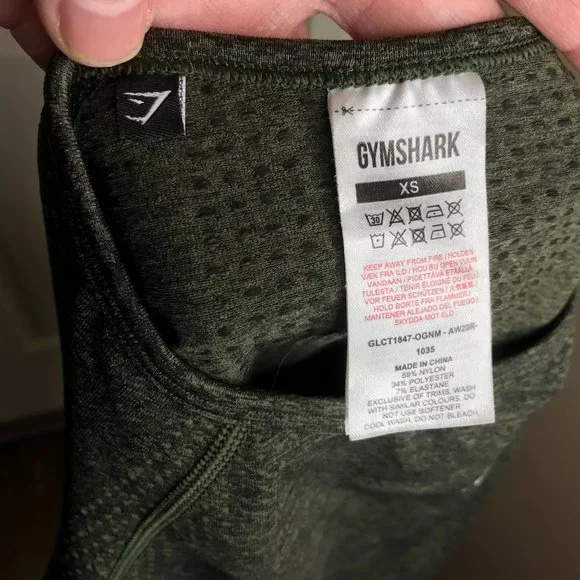 GYMSHARK
XS
30
KEEP AWAY FROM FIRE / HOLDES
VÆK FRA ILD / HOU BIJ OPEN VUUR
VANDAAN / PIDETTÄVÄ ETÄÄLLÄ
TULESTA / TENIR ÉLOIGNÉ DU FEU /
VOR FEUER SCHÜTZEN /
HOLD BORTE FRA FLAMMER /
MANTENER ALEJADO DEL FUEGO /
SKYDDA MOT ELD
GLCT1847-OGNM - AW20R-
1035
MADE IN CHINA
59% NYLON
34% POLYESTER
7% ELASTANE
EXCLUSIVE OF TRIMS. WASH
WITH SIMILAR COLOURS. DO
NOT USE SOFTENER
COOL WASH. DO NOT BLEACH.